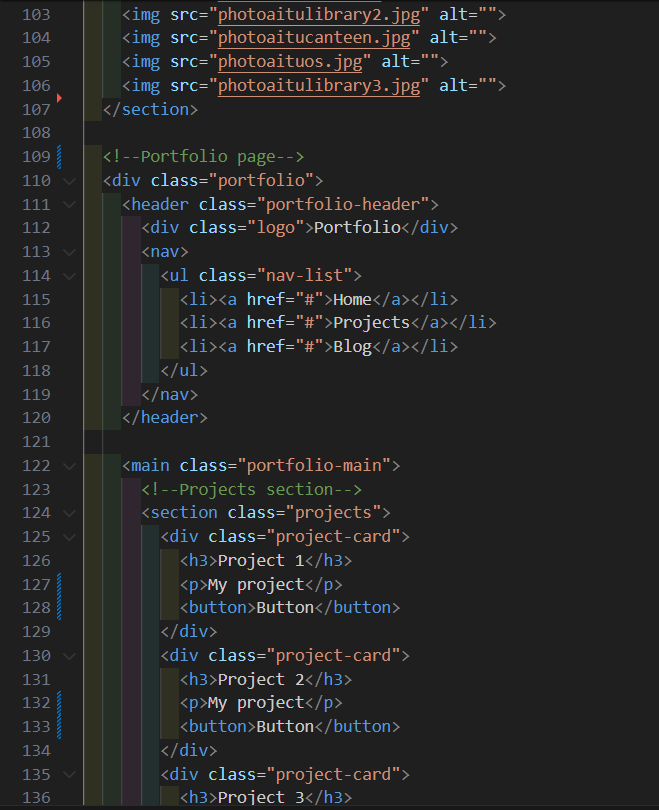 103 <img src="photoaitulibrary2.jpg" alt="">
104 <img src="photoaitucanteen.jpg" alt="">
105 <img src="photoaituos.jpg" alt="">
106 <img src="photoaitulibrary3.jpg" alt="">
107 </section>
108
109 <!--Portfolio page-->
110 <div class="portfolio">
111 <header class="portfolio-header">
112 <div class="logo">Portfolio</div>
113 <nav>
114 <ul class="nav-list">
115 <li><a href="#">Home</a></li>
116 <li><a href="#">Projects</a></li>
117 <li><a href="#">Blog</a></li>
118 </ul>
119 </nav>
120 </header>
121
122 <main class="portfolio-main">
123 <!--Projects section-->
124 <section class="projects">
125 <div class="project-card">
126 <h3>Project 1</h3>
127 <p>My project</p>
128 <button>Button</button>
129 </div>
130 <div class="project-card">
131 <h3>Project 2</h3>
132 <p>My project</p>
133 <button>Button</button>
134 </div>
135 <div class="project-card">
136 <h3>Project 3</h3>